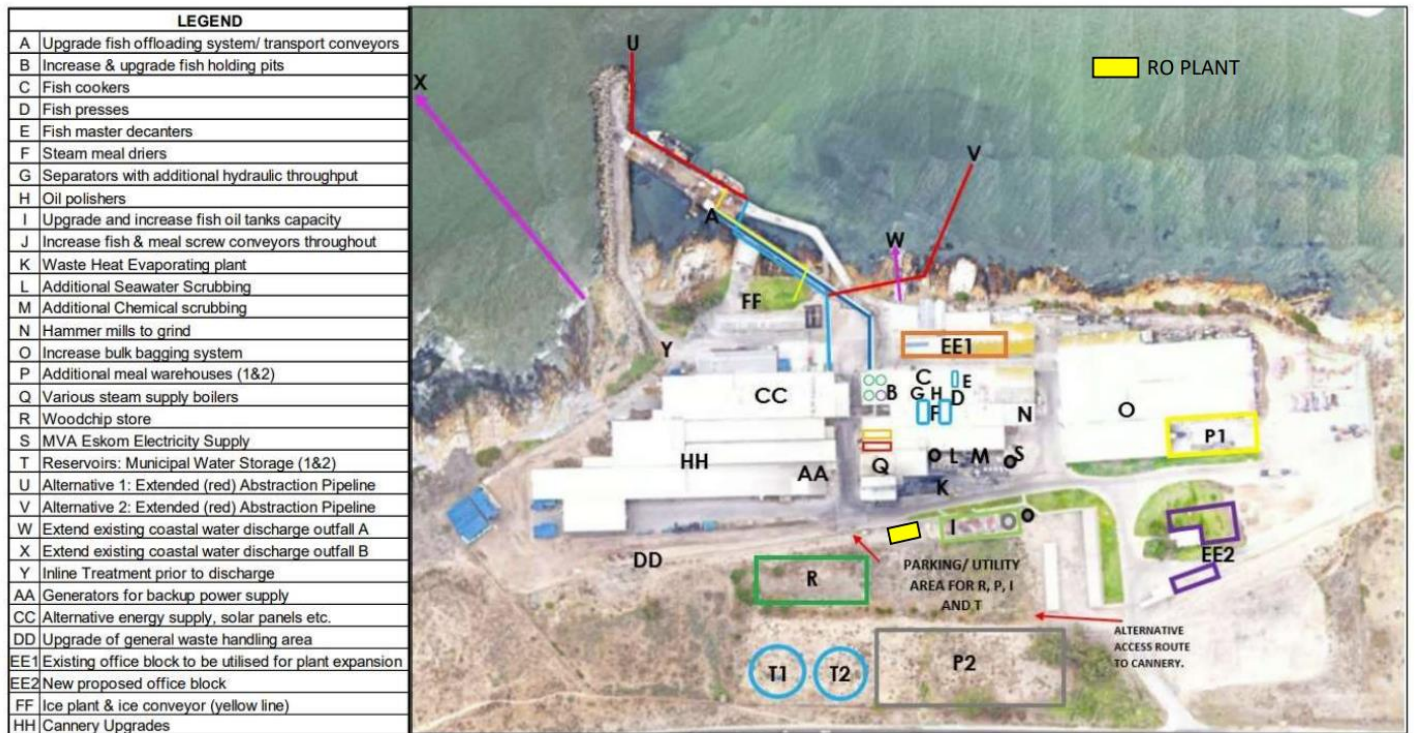 LEGEND
A Upgrade fish offloading system/ transport conveyors
B Increase & upgrade fish holding pits
C Fish cookers
D Fish presses
E Fish master decanters
F Steam meal driers
G Separators with additional hydraulic throughput
H Oil polishers
I Upgrade and increase fish oil tanks capacity
J Increase fish & meal screw conveyors throughout
K Waste Heat Evaporating plant
L Additional Seawater Scrubbing
M Additional Chemical scrubbing
N Hammer mills to grind
O Increase bulk bagging system
P Additional meal warehouses (1&2)
Q Various steam supply boilers
R Woodchip store
S MVA Eskom Electricity Supply
T Reservoirs: Municipal Water Storage (1&2)
U Alternative 1: Extended (red) Abstraction Pipeline
V Alternative 2: Extended (red) Abstraction Pipeline
W Extend existing coastal water discharge outfall A
X Extend existing coastal water discharge outfall B
Y Inline Treatment prior to discharge
AA Generators for backup power supply
CC Alternative energy supply, solar panels etc.
DD Upgrade of general waste handling area
EE1 Existing office block to be utilised for plant expansion
EE2 New proposed office block
FF Ice plant & ice conveyor (yellow line)
HH Cannery Upgrades
U
RO PLANT
X
V
A
W
FF
Y
EE1
CC
B
C
E
G H D
F
N
O
P1
HH
AA
Q
L M S
K
I
EE2
DD
R
PARKING/ UTILITY
AREA FOR R, P, I
AND T
ALTERNATIVE
ACCESS ROUTE
TO CANNERY.
T1
T2
P2